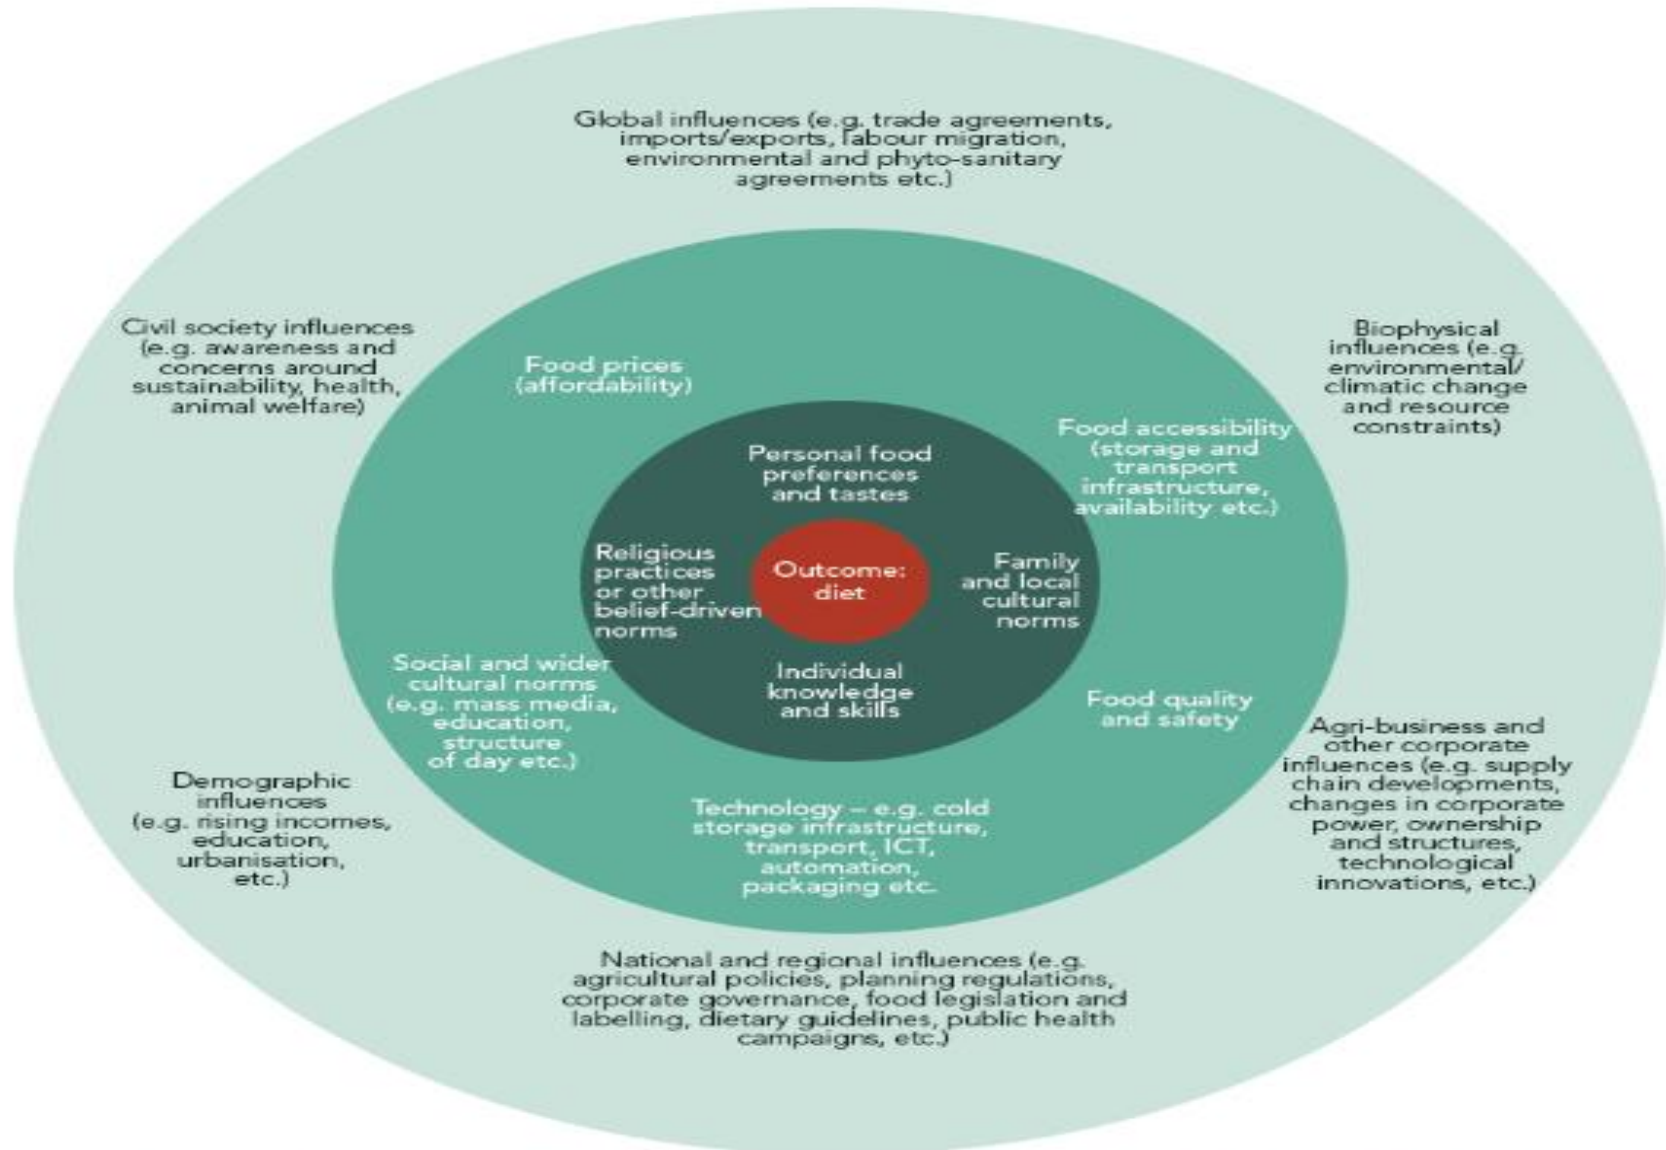 Global influences (e.g. trade agreements,
imports/exports, labour migration,
environmental and phyto-sanitary
agreements etc.)
Civil society influences
(e.g. awareness and
concerns around
sustainability, health,
animal welfare)
Food prices
(affordability)
Biophysical
influences (e.g.
environmental/
climatic change
and resource
constraints)
Food accessibility
(storage and
transport
infrastructure,
availability etc.)
Personal food
preferences
and tastes
Religious
practices
or other
belief-driven
norms
Outcome:
diet
Family
and local
cultural
norms
Individual
knowledge
and skills
Social and wider
cultural norms
(e.g. mass media,
education,
structure
of day etc.)
Food quality
and safety
Demographic
influences
(e.g. rising incomes,
education,
urbanisation,
etc.)
Technology – e.g. cold
storage infrastructure,
transport, ICT,
automation,
packaging etc.
Agri-business and
other corporate
influences (e.g. supply
chain developments,
changes in corporate
power, ownership
and structures,
technological
innovations, etc.)
National and regional influences (e.g.
agricultural policies, planning regulations,
corporate governance, food legislation and
labelling, dietary guidelines, public health
campaigns, etc.)